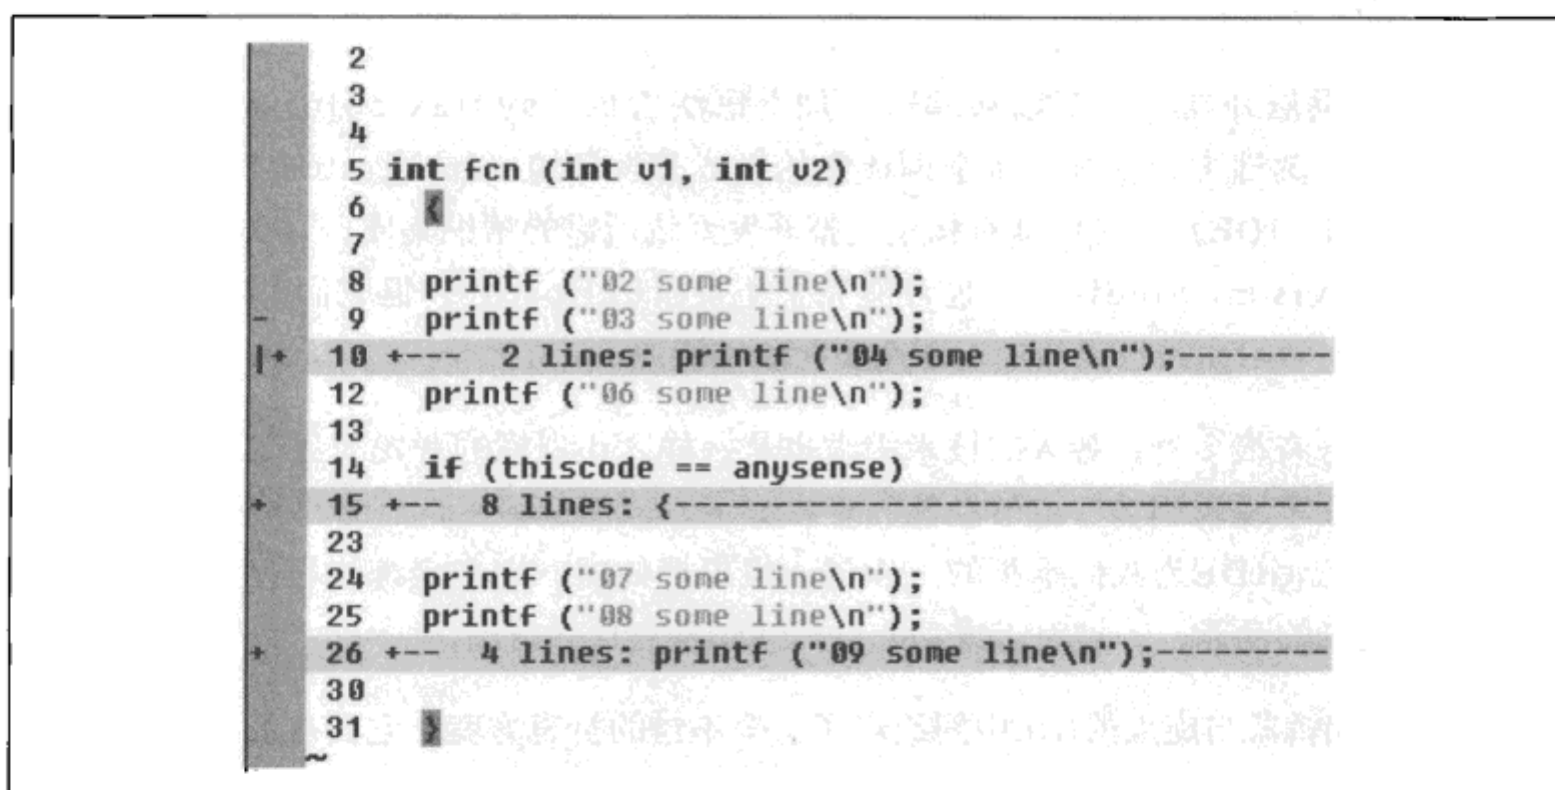 2
3
4
5 int fcn (int v1, int v2)
6 {
7
8 printf ("02 some line\n");
- 9 printf ("03 some line\n");
|+ 10 +--- 2 lines: printf ("04 some line\n");--------
12 printf ("06 some line\n");
13
14 if (thiscode == anysense)
+ 15 +-- 8 lines: {-----------------------------------
23
24 printf ("07 some line\n");
25 printf ("08 some line\n");
+ 26 +-- 4 lines: printf ("09 some line\n");---------
30
31 }
~